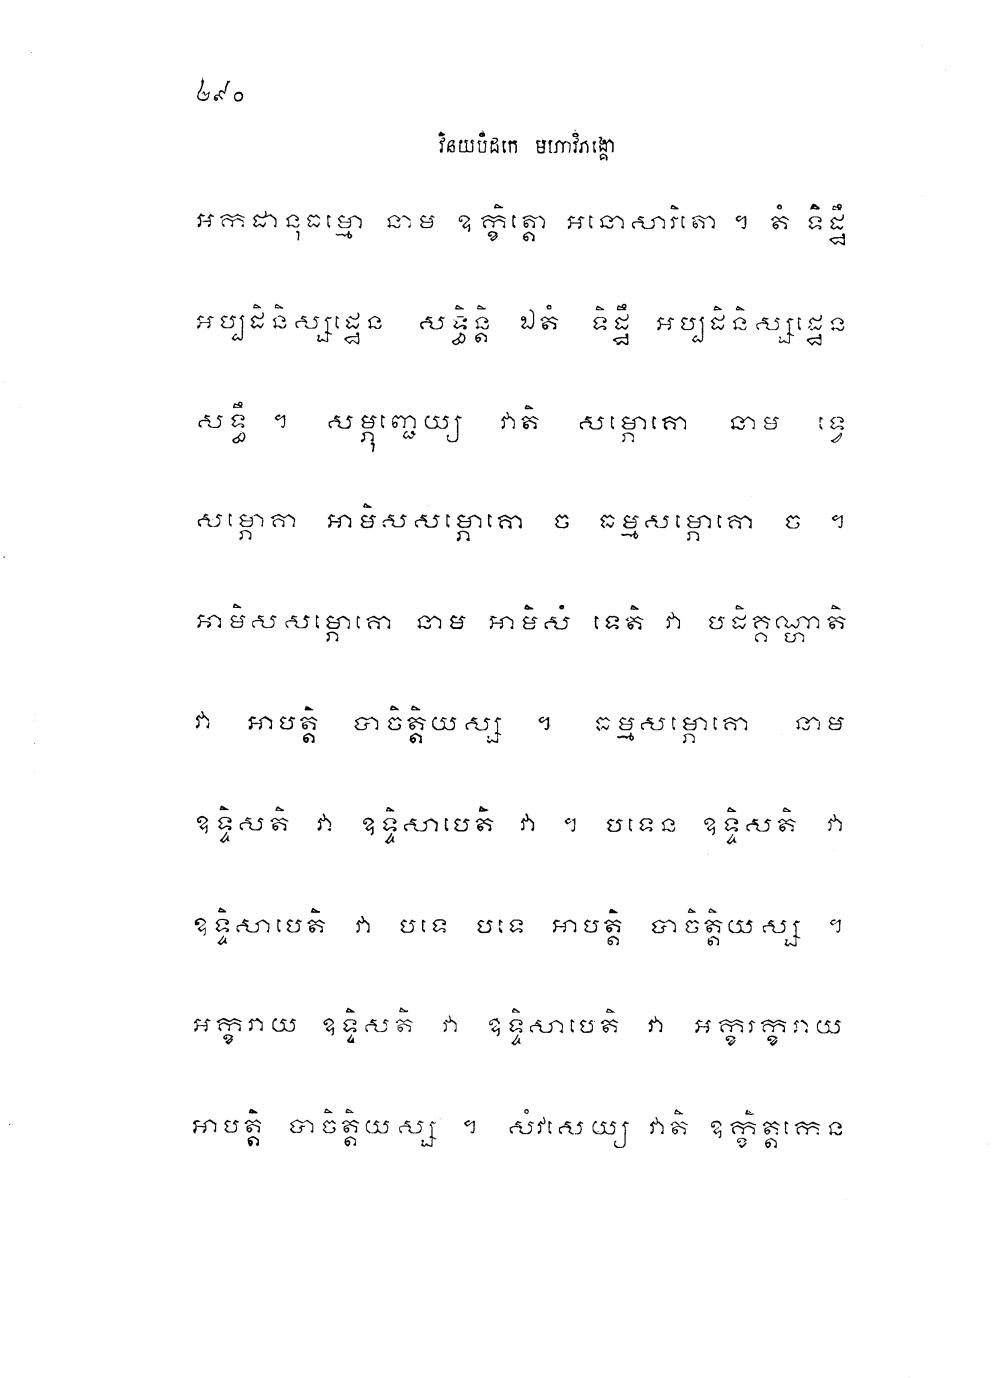 ៤៩០
វិនយបិដកេ មហាវិភង្គោ
អកដានុធម្មោ នាម ឧក្ខិត្តោ អនោសារិតោ ។ តំ ទិដ្ឋឹ
អប្បដិនិស្សដ្ឋេន សទ្ធិន្តិ ឯតំ ទិដ្ឋឹ អប្បដិនិស្សដ្ឋេន
សទ្ធឹ ។ សម្ភុញ្ជេយ្យ វាតិ សម្ភោគោ នាម ទ្វេ
សម្ភោគា អាមិសសម្ភោគោ ច ធម្មសម្ភោគោ ច ។
អាមិសសម្ភោគោ នាម អាមិសំ ទេតិ វា បដិគ្គណ្ហាតិ
វា អាបត្តិ បាចិត្តិយស្ស ។ ធម្មសម្ភោគោ នាម
ឧទ្ទិសតិ វា ឧទ្ទិសាបេតិ វា ។ បទេន ឧទ្ទិសតិ វា
ឧទ្ទិសាបេតិ វា បទេ បទេ អាបត្តិ បាចិត្តិយស្ស ។
អក្ខរាយ ឧទ្ទិសតិ វា ឧទ្ទិសាបេតិ វា អក្ខរក្ខរាយ
អាបត្តិ បាចិត្តិយស្ស ។ សំវសេយ្យ វាតិ ឧក្ខិត្តកេន